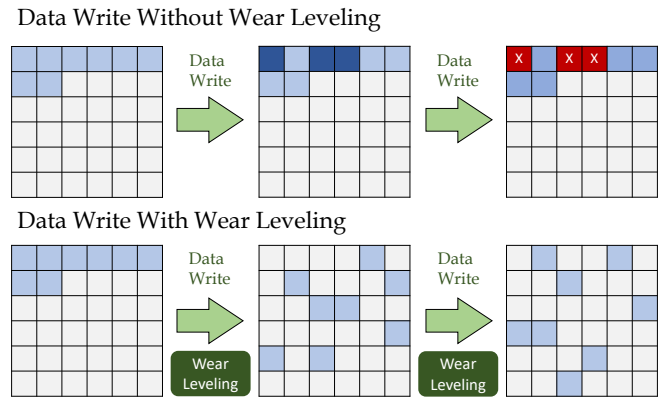 Data Write Without Wear Leveling
Data
Write
Data
Write
X X X
Data Write With Wear Leveling
Data
Write
Data
Write
Wear
Leveling
Wear
Leveling